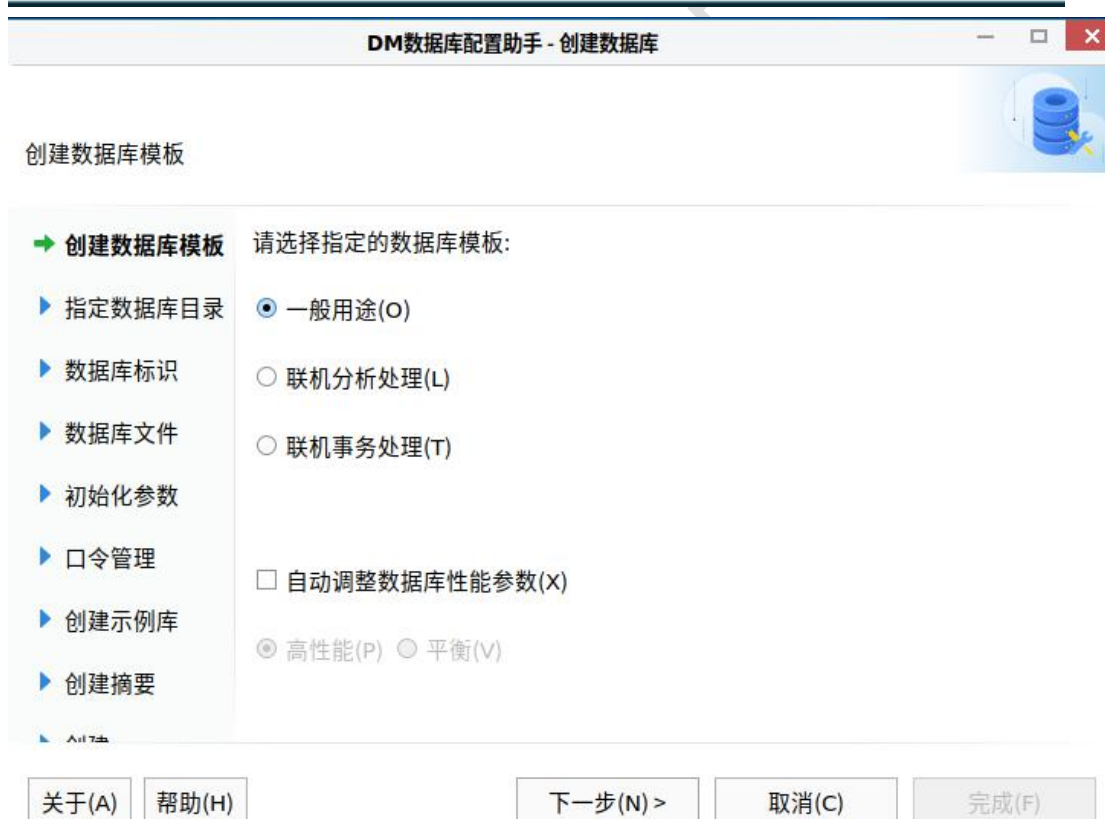 DM数据库配置助手 - 创建数据库
创建数据库模板
创建数据库模板
指定数据库目录
数据库标识
数据库文件
初始化参数
口令管理
创建示例库
创建摘要
创建
请选择指定的数据库模板:
一般用途(O)
联机分析处理(L)
联机事务处理(T)
自动调整数据库性能参数(X)
高性能(P) 平衡(V)
关于(A) 帮助(H) 下一步(N) > 取消(C) 完成(F)